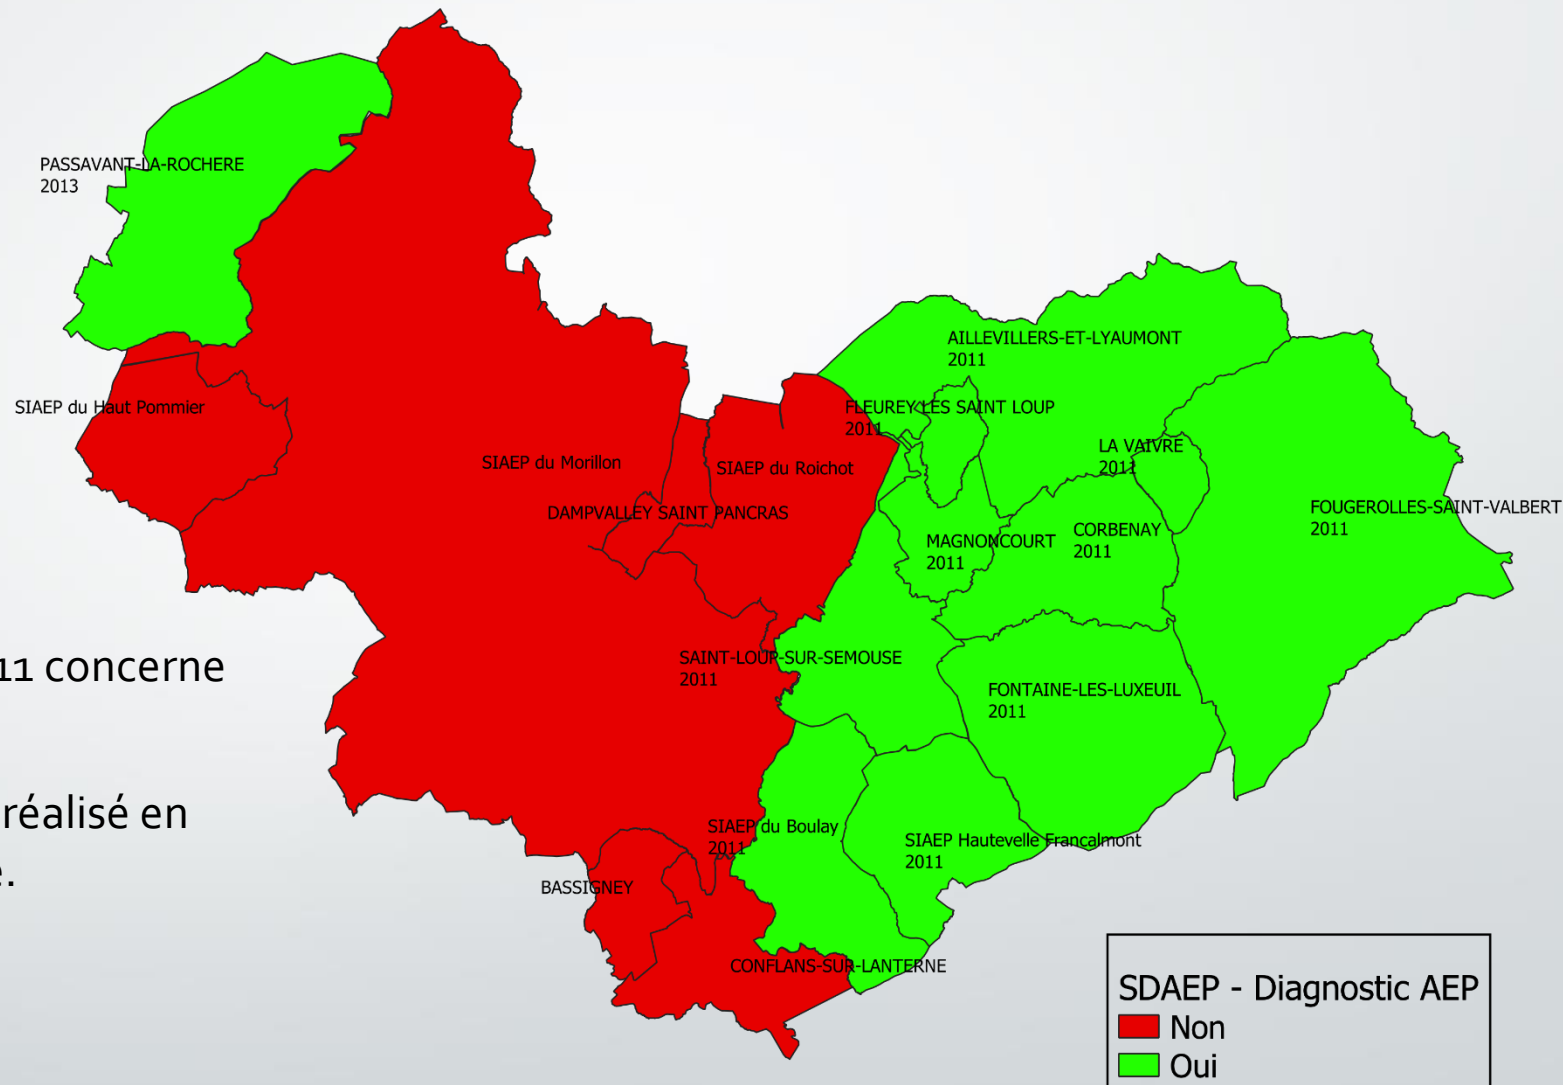 PASSAVANT-LA-ROCHERE
2013
AILLEVILLERS-ET-LYAUMONT
2011
SIAEP du Haut Pommier
FLEUREY LES SAINT LOUP
2011
LA VAIVRE
2011
SIAEP du Morillon
SIAEP du Roichot
FOUGEROLLES-SAINT-VALBERT
2011
DAMPVALLEY SAINT PANCRAS
MAGNONCOURT
2011
CORBENAY
2011
11 concerne
SAINT-LOUP-SUR-SEMOUSE
2011
FONTAINE-LES-LUXEUIL
2011
réalisé en
SIAEP du Boulay
2011
SIAEP Hautevelle Francalmont
2011
BASSIGNEY
CONFLANS-SUR-LANTERNE
SDAEP - Diagnostic AEP
Non
Oui